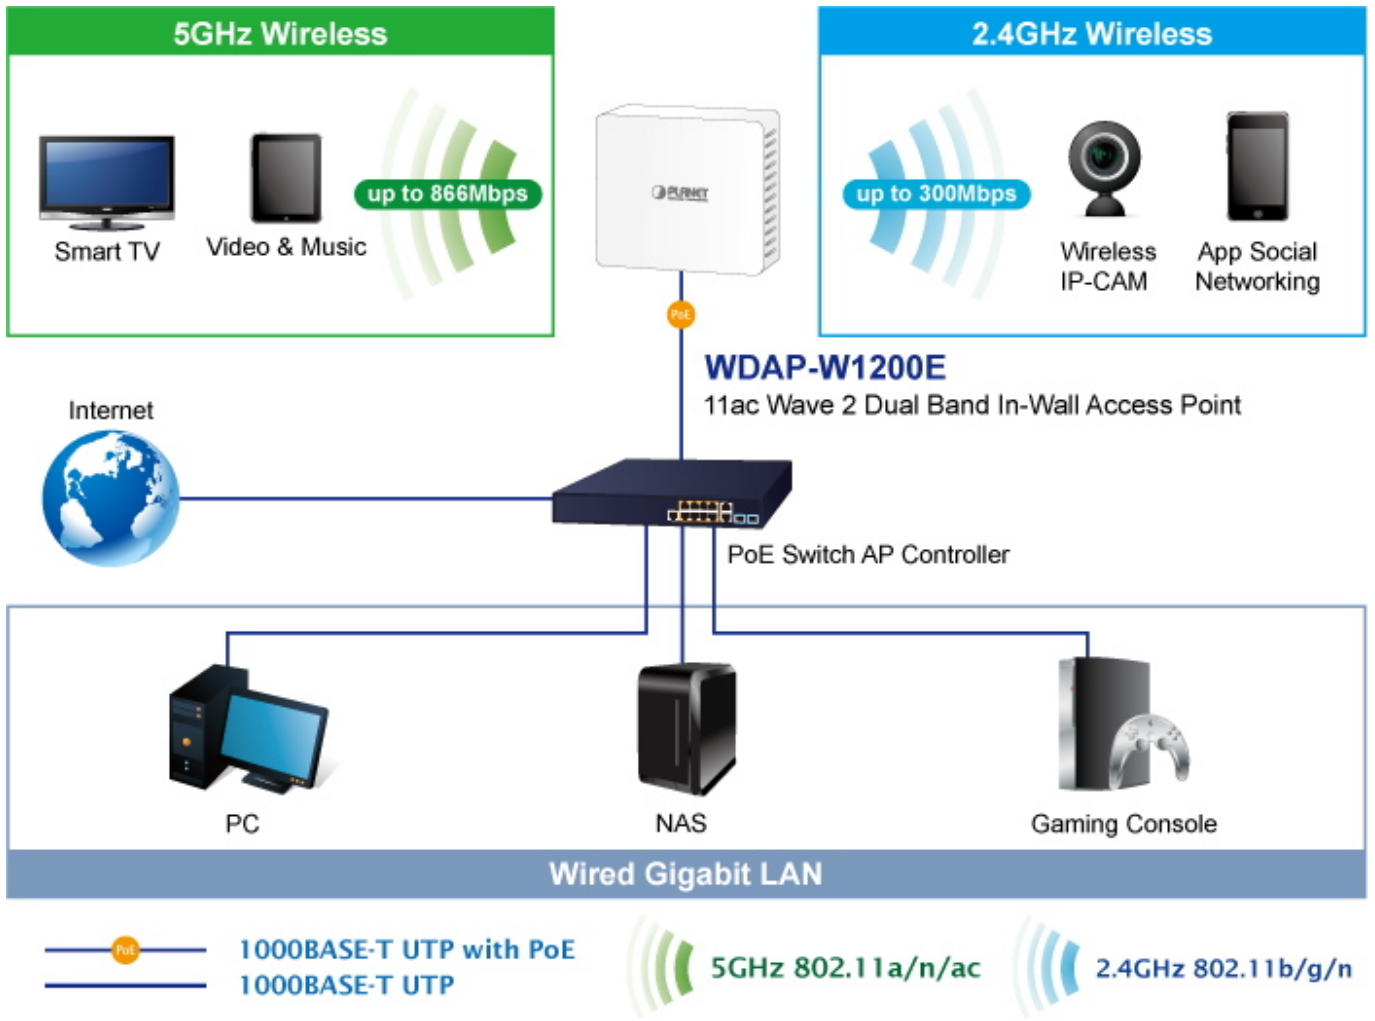 5GHz Wireless
2.4GHz Wireless
up to 866Mbps
Smart TV
Video & Music
PLANET
up to 300Mbps
Wireless
IP-CAM
App Social
Networking
PoE
WDAP-W1200E
11ac Wave 2 Dual Band In-Wall Access Point
Internet
PoE Switch AP Controller
PC
NAS
Gaming Console
Wired Gigabit LAN
PoE
1000BASE-T UTP with PoE
1000BASE-T UTP
5GHz 802.11a/n/ac
2.4GHz 802.11b/g/n